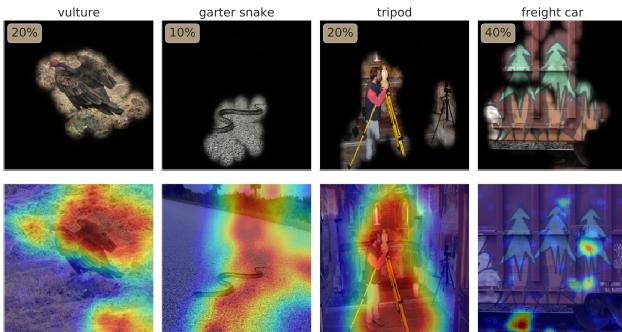 vulture
garter snake
tripod
freight car
20%
10%
20%
40%